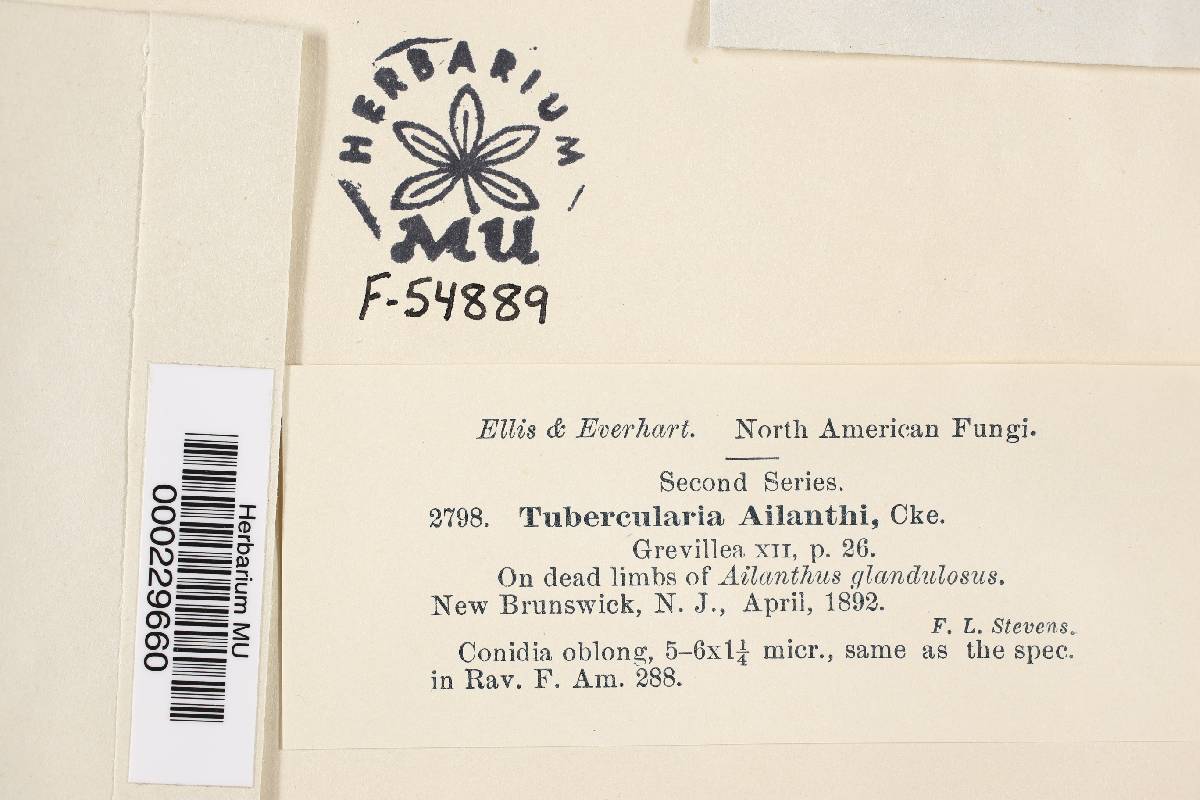 HERBARIUM
MU
F-54889
Herbarium MU
000229660
Ellis & Everhart. North American Fungi.
Second Series.
2798. Tubercularia Ailanthi, Cke.
Grevillea XII, p. 26.
On dead limbs of Ailanthus glandulosus.
New Brunswick, N. J., April, 1892.
F. L. Stevens.
Conidia oblong, 5–6x1¼ micr., same as the spec.
in Rav. F. Am. 288.